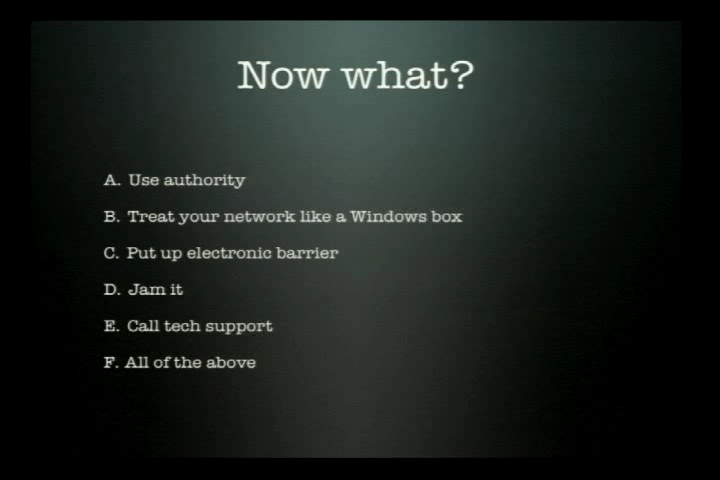 Now what?
A. Use authority
B. Treat your network like a Windows box
C. Put up electronic barrier
D. Jam it
E. Call tech support
F. All of the above